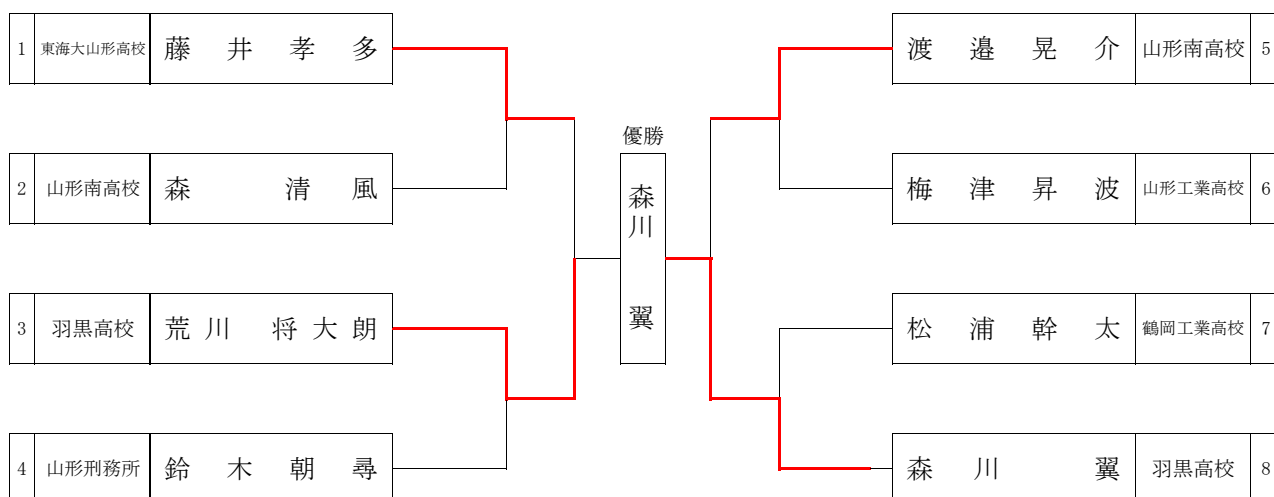 1 東海大山形高校 藤井孝多
2 山形南高校 森清風
3 羽黒高校 荒川将大朗
4 山形刑務所 鈴木朝尋
優勝
森川翼
渡邉晃介 山形南高校 5
梅津昇波 山形工業高校 6
松浦幹太 鶴岡工業高校 7
森川翼 羽黒高校 8